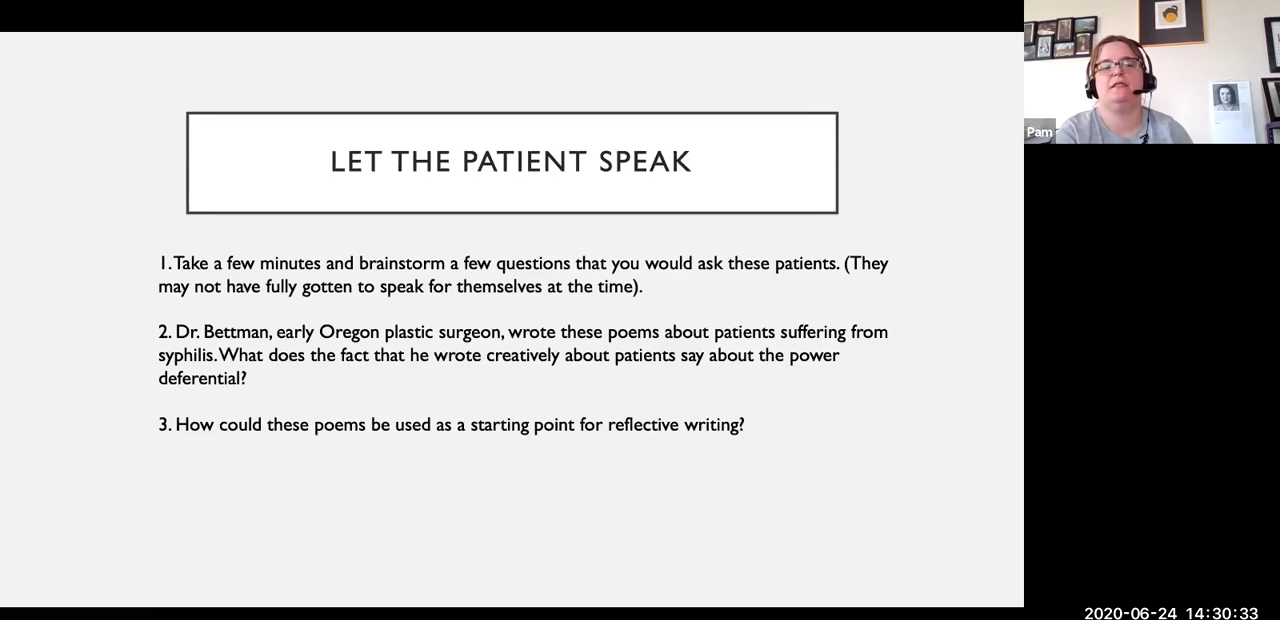 LET THE PATIENT SPEAK
1. Take a few minutes and brainstorm a few questions that you would ask these patients. (They
may not have fully gotten to speak for themselves at the time).
2. Dr. Bettman, early Oregon plastic surgeon, wrote these poems about patients suffering from
syphilis. What does the fact that he wrote creatively about patients say about the power
deferential?
3. How could these poems be used as a starting point for reflective writing?
Pam
2020-06-24 14:30:33